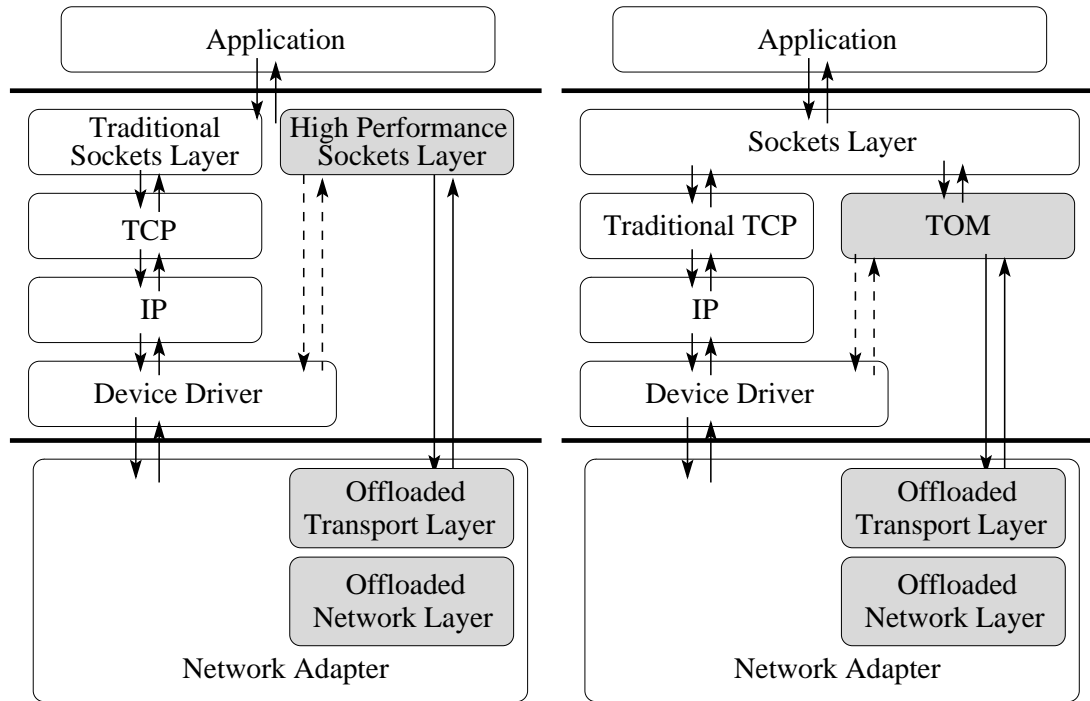 Application
Traditional
Sockets Layer
High Performance
Sockets Layer
TCP
IP
Device Driver
Offloaded
Transport Layer
Offloaded
Network Layer
Network Adapter
Application
Sockets Layer
Traditional TCP
TOM
IP
Device Driver
Offloaded
Transport Layer
Offloaded
Network Layer
Network Adapter